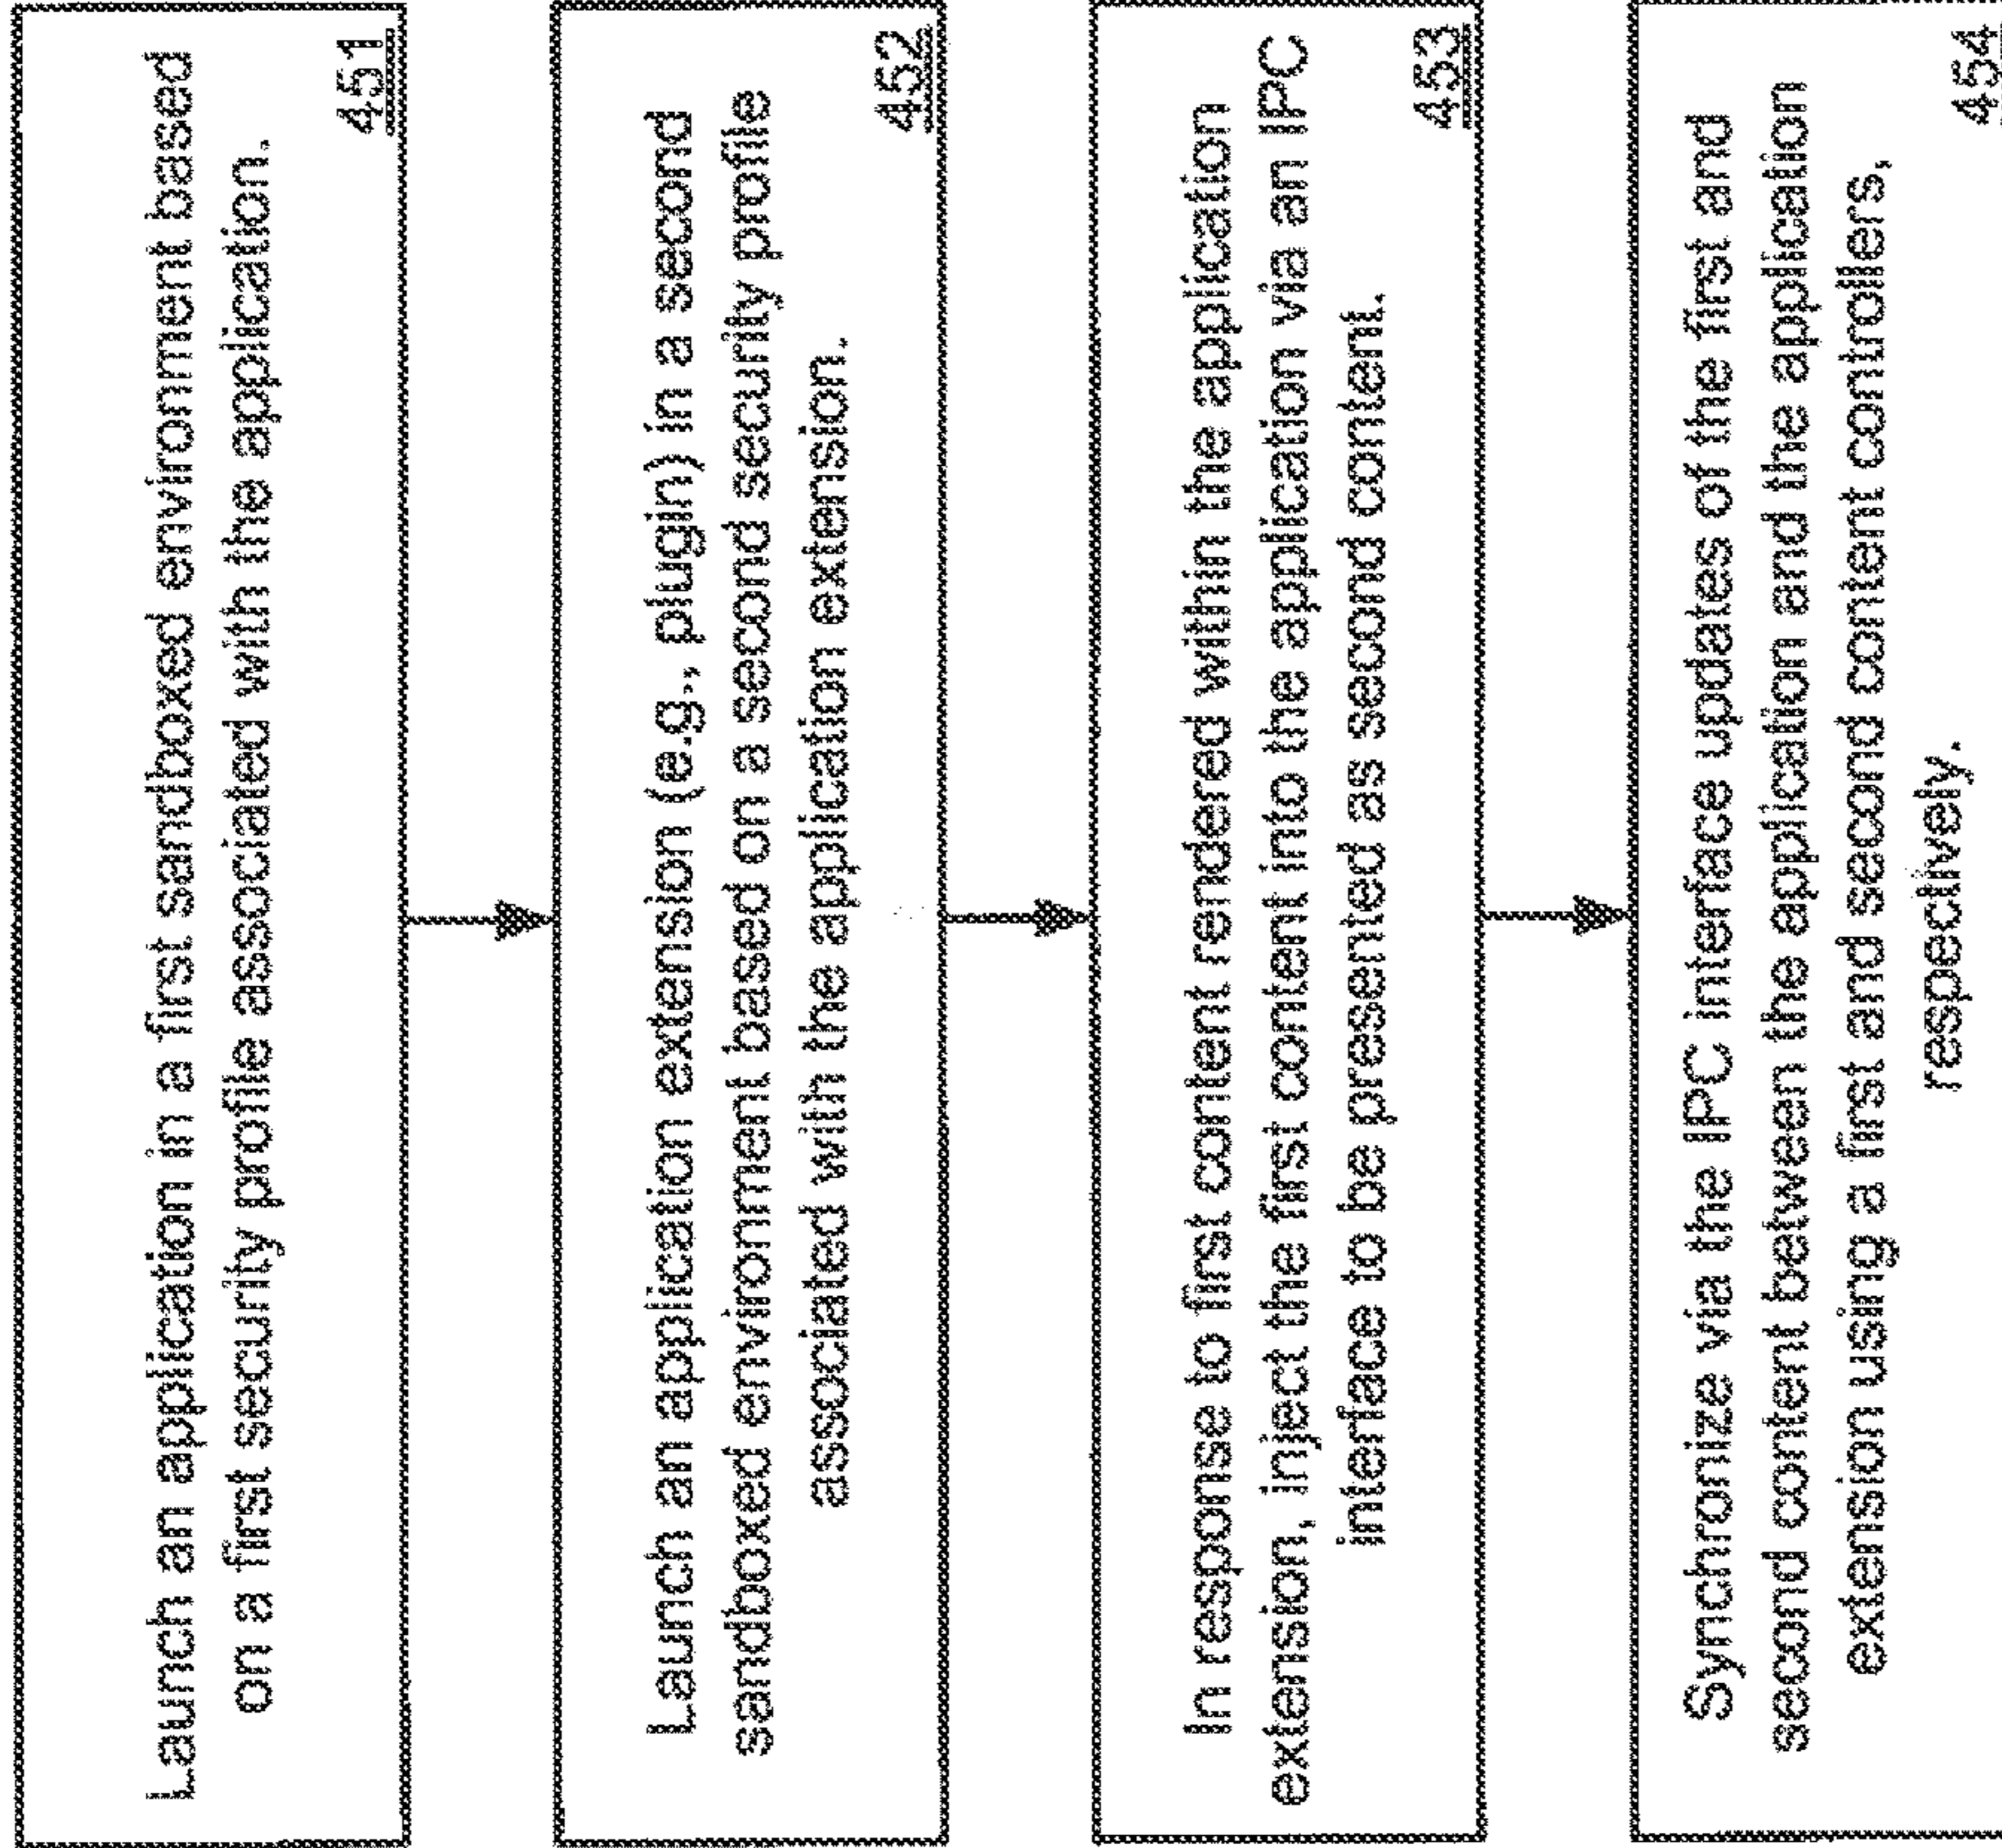 Launch an application in a first sandboxed environment based
on a first security profile associated with the application.
451
Launch an application extension (e.g., plugin) in a second
sandboxed environment based on a second security profile
associated with the application extension.
452
In response to first content rendered within the application
extension, inject the first content into the application via an IPC
interface to be presented as second content.
453
Synchronize via the IPC interface updates of the first and
second content between the application and the application
extension using a first and second content controllers,
respectively.
454